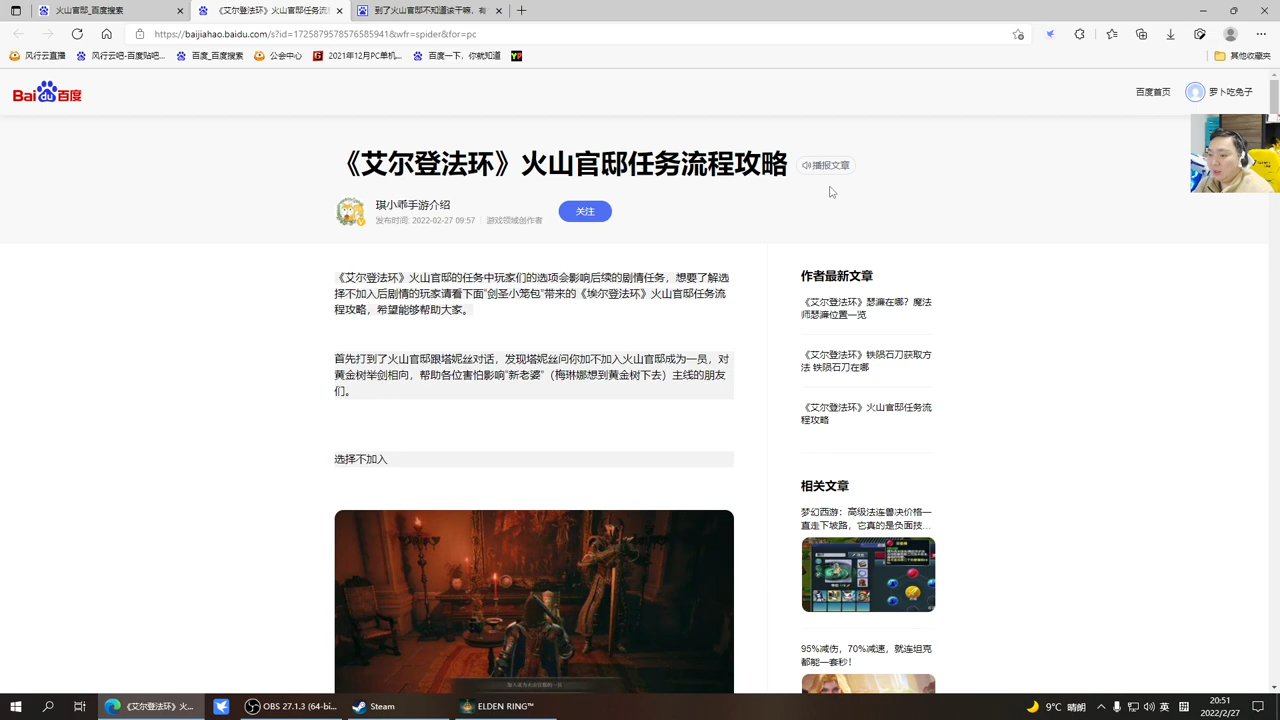 火山官邸_百度搜索
《艾尔登法环》火山官邸任务流
到了火山官邸不知道该干嘛，有
https://baijiahao.baidu.com/s?id=1725879578576585941&wfr=spider&for=pc
风行云直播
风行云吧-百度贴吧...
百度_百度搜索
公会中心
2021年12月PC单机...
百度一下，你就知道
其他收藏夹
Bai du 百度
百度首页
罗卜吃兔子
《艾尔登法环》火山官邸任务流程攻略
播报文章
琪小乖手游介绍
发布时间: 2022-02-27 09:57
游戏领域创作者
关注
《艾尔登法环》火山官邸的任务中玩家们的选项会影响后续的剧情任务，想要了解选
择不加入后剧情的玩家请看下面"剑圣小笼包"带来的《埃尔登法环》火山官邸任务流
程攻略，希望能够帮助大家。
首先打到了火山官邸跟塔妮丝对话，发现塔妮丝问你加不加入火山官邸成为一员，对
黄金树举剑相向，帮助各位害怕影响"新老婆"（梅琳娜想到黄金树下去）主线的朋友
们。
选择不加入
作者最新文章
《艾尔登法环》瑟濂在哪？魔法
师瑟濂位置一览
《艾尔登法环》铁陨石刀获取方
法 铁陨石刀在哪
《艾尔登法环》火山官邸任务流
程攻略
相关文章
梦幻西游：高级法连兽决价格一
直走下坡路，它真的是负面技...
95%减伤，70%减速，就连坦克
都能一套秒！
《艾尔登法环》火...
OBS 27.1.3 (64-bi...
Steam
ELDEN RING™
9°C 晴朗
英
20:51
2022/2/27